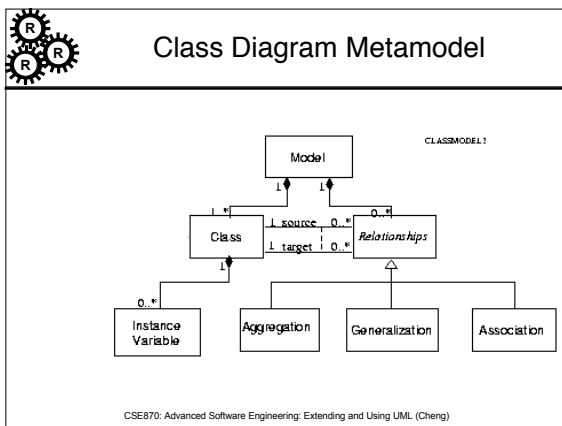 R
R
R
Class Diagram Metamodel
Model
1
1
1..*
0..*
Class
1 source 0..*
1 target 0..*
Relationships
1
0..*
Instance
Variable
Aggregation
Generalization
Association
CSE870: Advanced Software Engineering: Extending and Using UML (Cheng)